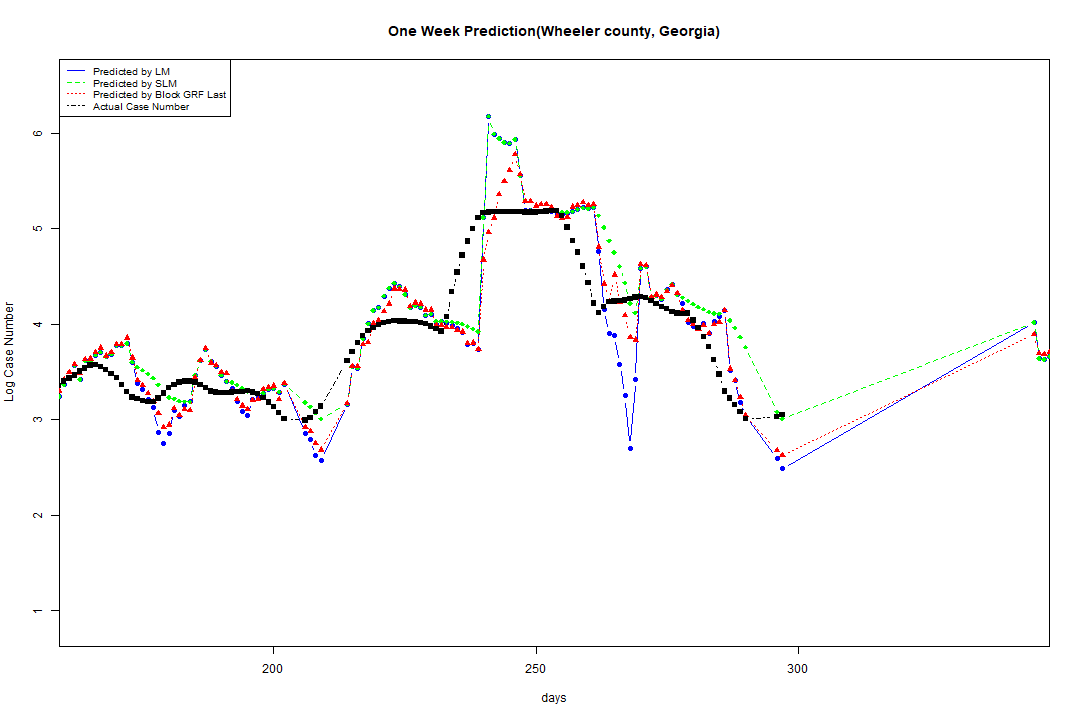 One Week Prediction(Wheeler county, Georgia)
Predicted by LM
Predicted by SLM
Predicted by Block GRF Last
Actual Case Number
Log Case Number
6
5
4
3
2
1
200 250 300
days